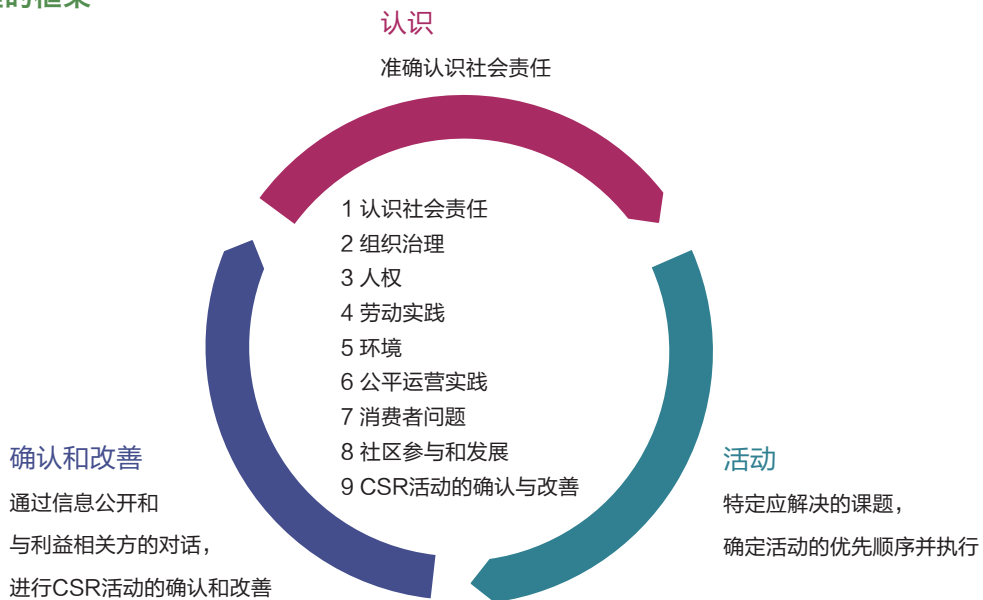 的框架
认识
准确认识社会责任
1 认识社会责任
2 组织治理
3 人权
4 劳动实践
5 环境
6 公平运营实践
7 消费者问题
8 社区参与和发展
9 CSR活动的确认与改善
确认和改善
通过信息公开和
与利益相关方的对话，
进行CSR活动的确认和改善
活动
特定应解决的课题，
确定活动的优先顺序并执行